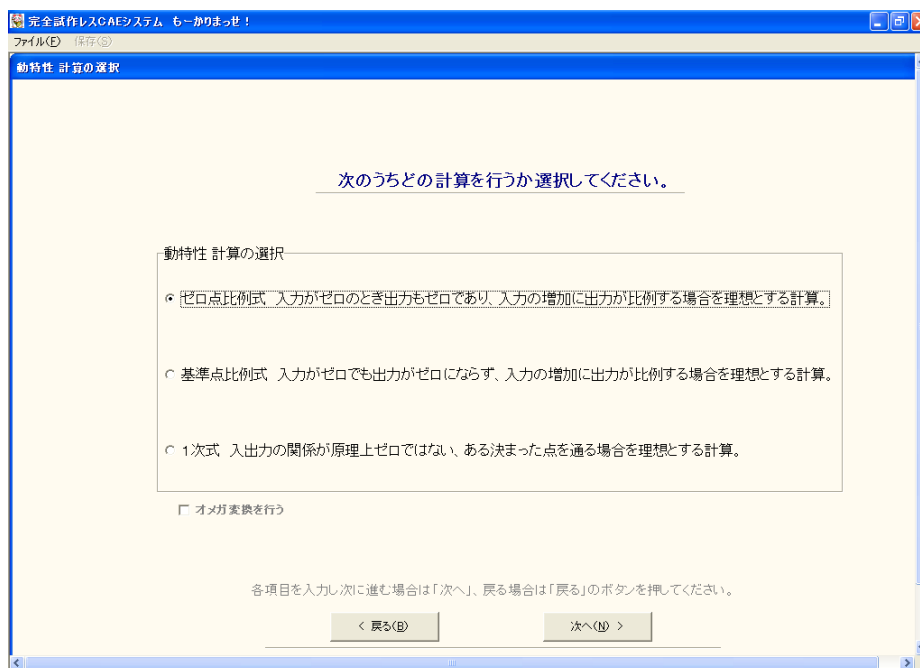 完全試作レスCAEシステム もーかりまっせ！
ファイル(F) 保存(S)
動特性 計算の選択
次のうちどの計算を行うか選択してください。
動特性 計算の選択
ゼロ点比例式 入力がゼロのとき出力もゼロであり、入力の増加に出力が比例する場合を理想とする計算。
基準点比例式 入力がゼロでも出力がゼロにならず、入力の増加に出力が比例する場合を理想とする計算。
1次式 入出力の関係が原理上ゼロではない、ある決まった点を通る場合を理想とする計算。
オメガ変換を行う
各項目を入力し次に進む場合は「次へ」、戻る場合は「戻る」のボタンを押してください。
< 戻る(B) 次へ(N) >